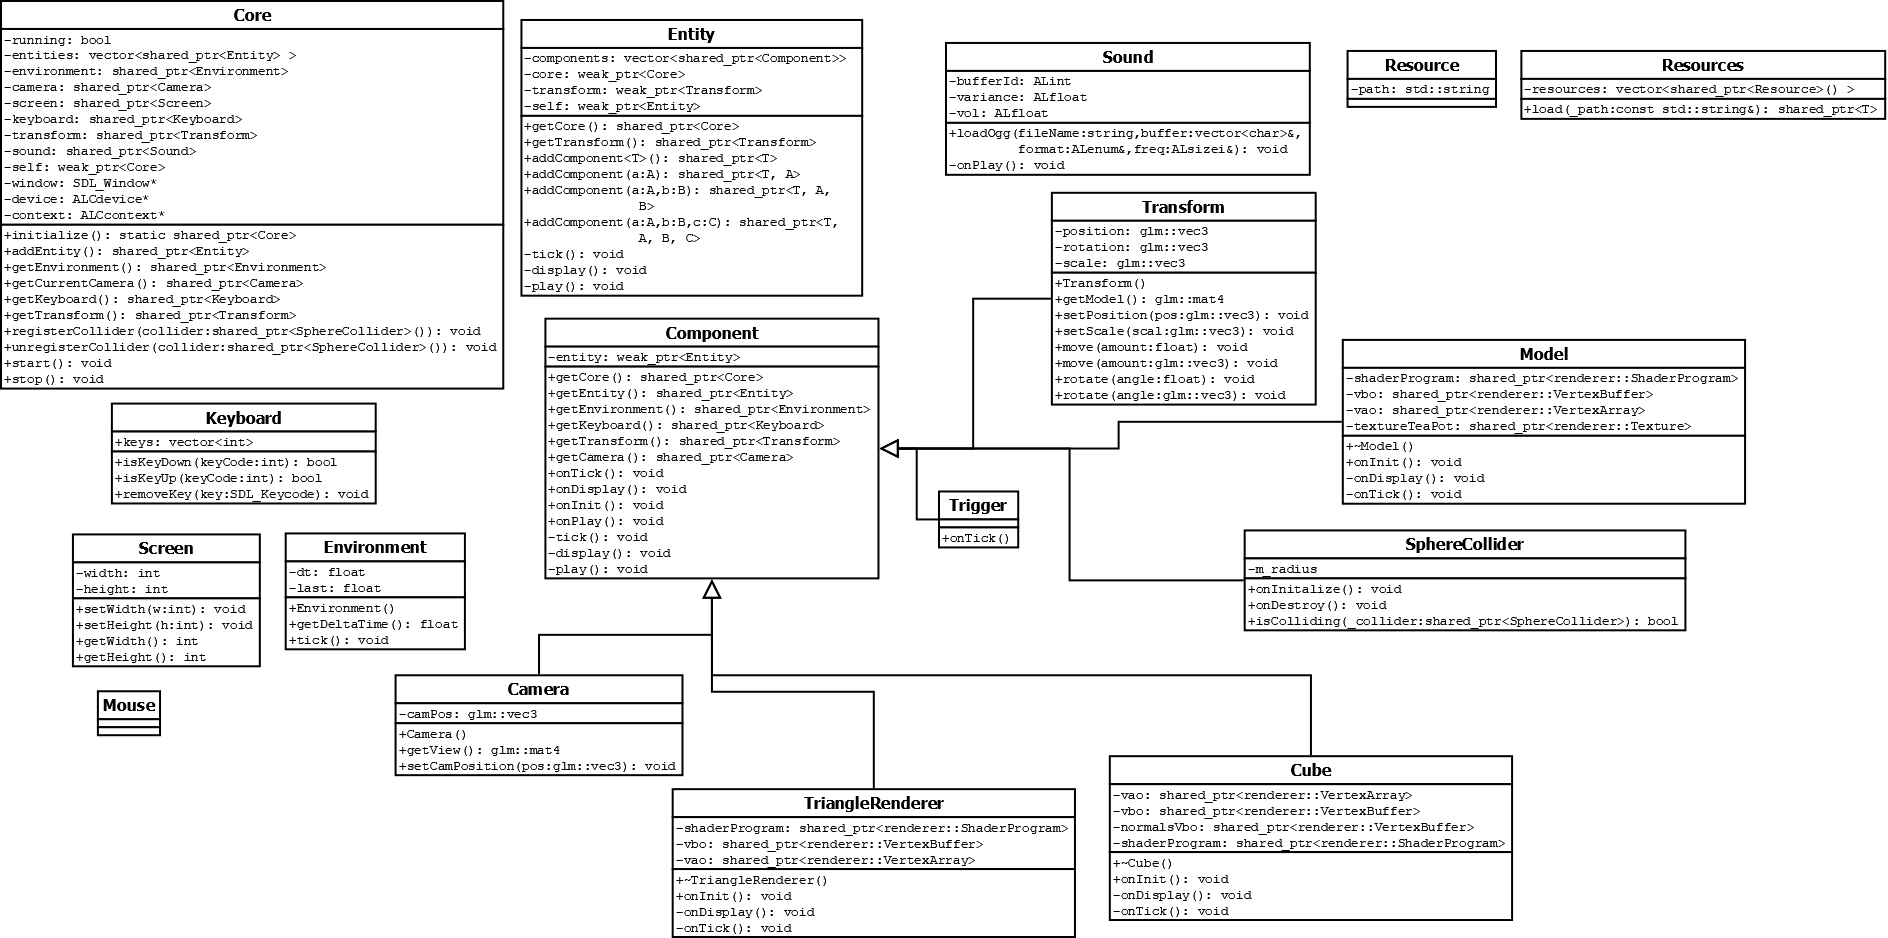 Core
-running: bool
-entities: vector<shared_ptr<Entity> >
-environment: shared_ptr<Environment>
-camera: shared_ptr<Camera>
-screen: shared_ptr<Screen>
-keyboard: shared_ptr<Keyboard>
-transform: shared_ptr<Transform>
-sound: shared_ptr<Sound>
-self: weak_ptr<Core>
-window: SDL_Window*
-device: ALCdevice*
-context: ALCcontext*
+initialize(): static shared_ptr<Core>
+addEntity(): shared_ptr<Entity>
+getEnvironment(): shared_ptr<Environment>
+getCurrentCamera(): shared_ptr<Camera>
+getKeyboard(): shared_ptr<Keyboard>
+getTransform(): shared_ptr<Transform>
+registerCollider(collider:shared_ptr<SphereCollider>()): void
+unregisterCollider(collider:shared_ptr<SphereCollider>()): void
+start(): void
+stop(): void
Entity
-components: vector<shared_ptr<Component>>
-core: weak_ptr<Core>
-transform: weak_ptr<Transform>
-self: weak_ptr<Entity>
+getCore(): shared_ptr<Core>
+getTransform(): shared_ptr<Transform>
+addComponent<T>(): shared_ptr<T>
+addComponent(a:A): shared_ptr<T, A>
+addComponent(a:A,b:B): shared_ptr<T, A,
B>
+addComponent(a:A,b:B,c:C): shared_ptr<T,
A, B, C>
-tick(): void
-display(): void
-play(): void
Sound
-bufferId: ALint
-variance: ALfloat
-vol: ALfloat
+loadOgg(fileName:string,buffer:vector<char>&,
format:ALenum&,freq:ALsizei&): void
-onPlay(): void
Resource
-path: std::string
Resources
-resources: vector<shared_ptr<Resource>() >
+load(_path:const std::string&): shared_ptr<T>
Transform
-position: glm::vec3
-rotation: glm::vec3
-scale: glm::vec3
+Transform()
+getModel(): glm::mat4
+setPosition(pos:glm::vec3): void
+setScale(scal:glm::vec3): void
+move(amount:float): void
+move(amount:glm::vec3): void
+rotate(angle:float): void
+rotate(angle:glm::vec3): void
Component
-entity: weak_ptr<Entity>
+getCore(): shared_ptr<Core>
+getEntity(): shared_ptr<Entity>
+getEnvironment(): shared_ptr<Environment>
+getKeyboard(): shared_ptr<Keyboard>
+getTransform(): shared_ptr<Transform>
+getCamera(): shared_ptr<Camera>
+onTick(): void
+onDisplay(): void
+onInit(): void
+onPlay(): void
-tick(): void
-display(): void
-play(): void
Model
-shaderProgram: shared_ptr<renderer::ShaderProgram>
-vbo: shared_ptr<renderer::VertexBuffer>
-vao: shared_ptr<renderer::VertexArray>
-textureTeaPot: shared_ptr<renderer::Texture>
+~Model()
+onInit(): void
-onDisplay(): void
-onTick(): void
Keyboard
+keys: vector<int>
+isKeyDown(keyCode:int): bool
+isKeyUp(keyCode:int): bool
+removeKey(key:SDL_Keycode): void
Trigger
+onTick()
SphereCollider
-m_radius
+onInitalize(): void
+onDestroy(): void
+isColliding(_collider:shared_ptr<SphereCollider>): bool
Screen
-width: int
-height: int
+setWidth(w:int): void
+setHeight(h:int): void
+getWidth(): int
+getHeight(): int
Environment
-dt: float
-last: float
+Environment()
+getDeltaTime(): float
+tick(): void
Mouse
Camera
-camPos: glm::vec3
+Camera()
+getView(): glm::mat4
+setCamPosition(pos:glm::vec3): void
TriangleRenderer
-shaderProgram: shared_ptr<renderer::ShaderProgram>
-vbo: shared_ptr<renderer::VertexBuffer>
-vao: shared_ptr<renderer::VertexArray>
+~TriangleRenderer()
+onInit(): void
-onDisplay(): void
-onTick(): void
Cube
-vao: shared_ptr<renderer::VertexArray>
-vbo: shared_ptr<renderer::VertexBuffer>
-normalsVbo: shared_ptr<renderer::VertexBuffer>
-shaderProgram: shared_ptr<renderer::ShaderProgram>
+~Cube()
+onInit(): void
-onDisplay(): void
-onTick(): void